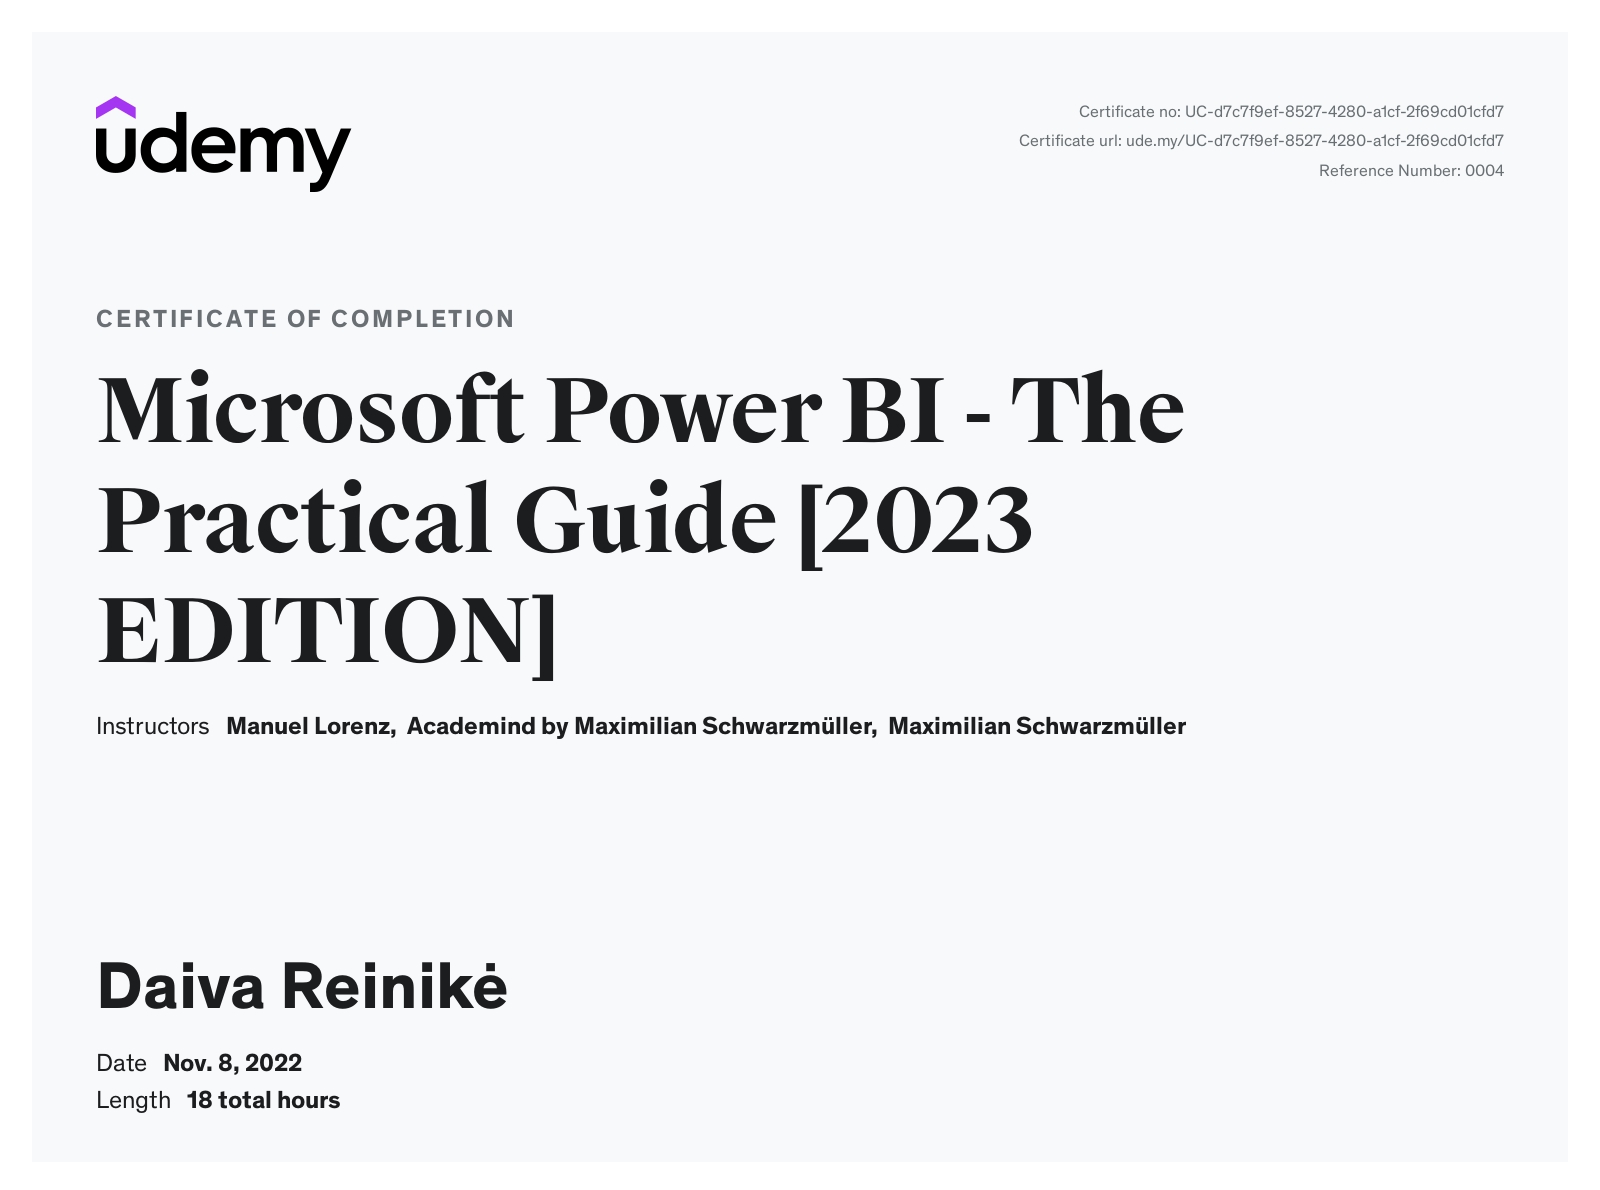 udemy
Certificate no: UC-d7c7f9ef-8527-4280-a1cf-2f69cd01cfd7
Certificate url: ude.my/UC-d7c7f9ef-8527-4280-a1cf-2f69cd01cfd7
Reference Number: 0004
CERTIFICATE OF COMPLETION
Microsoft Power BI - The
Practical Guide [2023
EDITION]
Instructors Manuel Lorenz, Academind by Maximilian Schwarzmüller, Maximilian Schwarzmüller
Daiva Reinikė
Date Nov. 8, 2022
Length 18 total hours